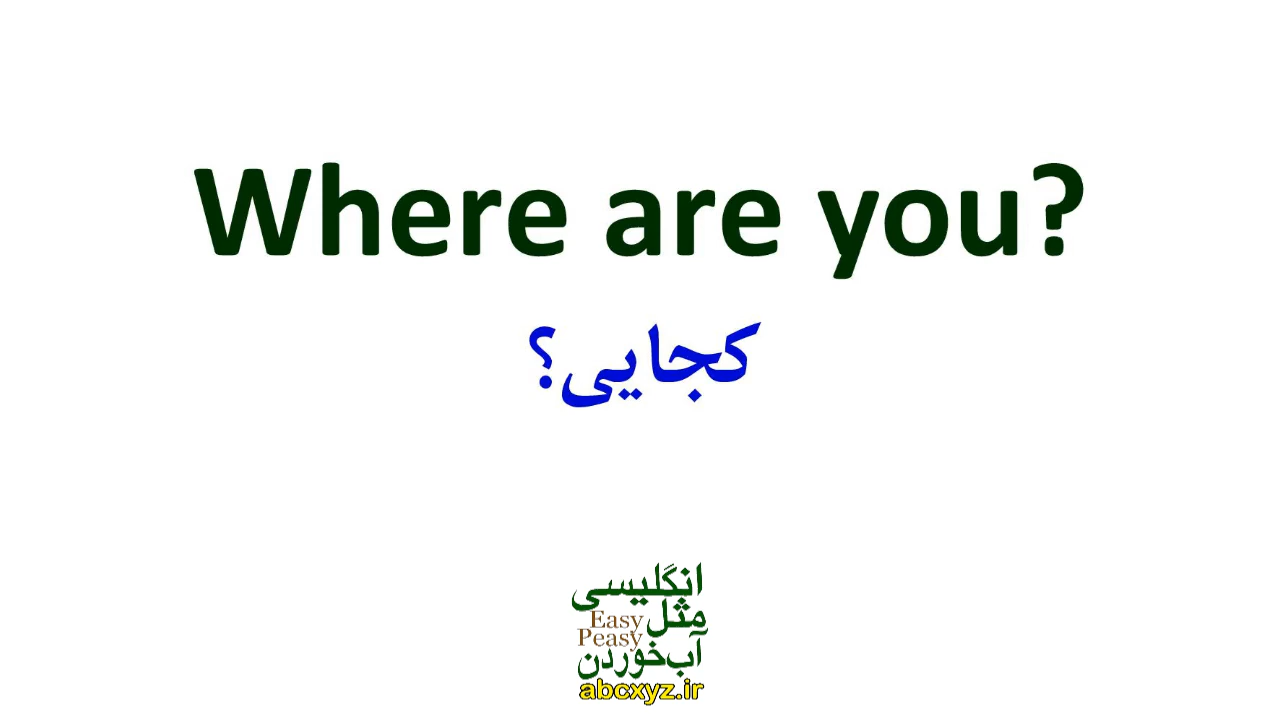 Where are you?
کجایی؟
انگلیسی
مثل
Easy
Peasy
آب‌خوردن
abcxyz.ir